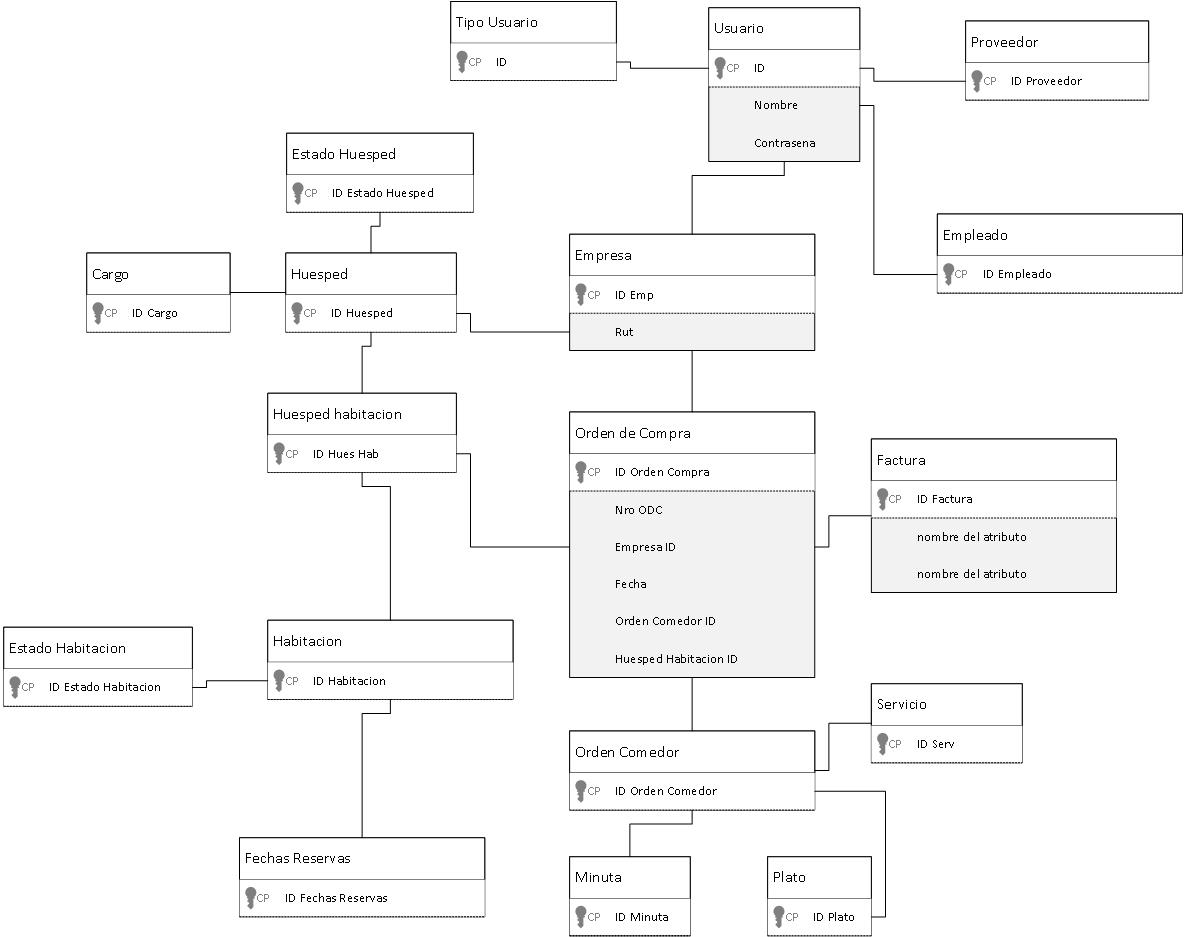 Tipo Usuario
CP ID
Usuario
CP ID
Nombre
Contrasena
Proveedor
CP ID Proveedor
Estado Huesped
CP ID Estado Huesped
Empleado
CP ID Empleado
Cargo
CP ID Cargo
Huesped
CP ID Huesped
Empresa
CP ID Emp
Rut
Huesped habitacion
CP ID Hues Hab
Orden de Compra
CP ID Orden Compra
Nro ODC
Empresa ID
Fecha
Orden Comedor ID
Huesped Habitacion ID
Factura
CP ID Factura
nombre del atributo
nombre del atributo
Estado Habitacion
CP ID Estado Habitacion
Habitacion
CP ID Habitacion
Servicio
CP ID Serv
Orden Comedor
CP ID Orden Comedor
Fechas Reservas
CP ID Fechas Reservas
Minuta
CP ID Minuta
Plato
CP ID Plato